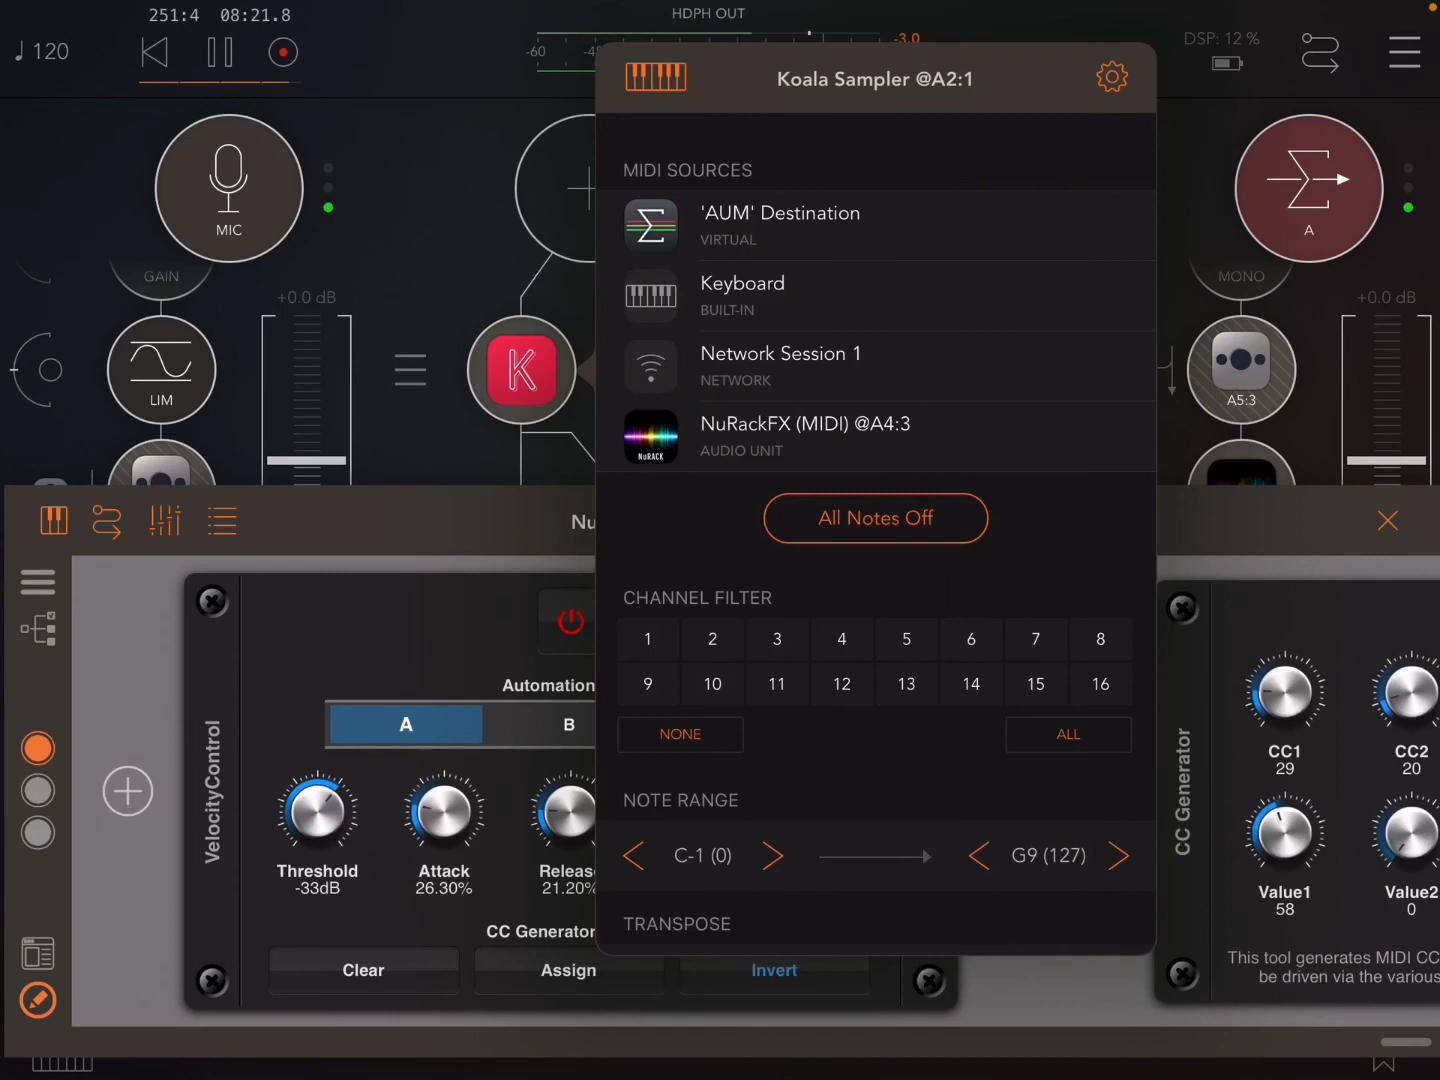 251:4 08:21.8
120
HDPH OUT
-60
-3.0
DSP: 12 %
Koala Sampler @A2:1
MIDI SOURCES
'AUM' Destination
VIRTUAL
Keyboard
BUILT-IN
Network Session 1
NETWORK
NuRackFX (MIDI) @A4:3
AUDIO UNIT
NuRACK
All Notes Off
CHANNEL FILTER
1 2 3 4 5 6 7 8
9 10 11 12 13 14 15 16
NONE ALL
NOTE RANGE
C-1 (0) G9 (127)
TRANSPOSE
MIC
GAIN
+0.0 dB
LIM
K
A
MONO
+0.0 dB
A5:3
Nu
VelocityControl
Automation
A B
Threshold
-33dB
Attack
26.30%
Releas
21.20%
CC Generator
Clear Assign Invert
CC Generator
CC1
29
CC2
20
Value1
58
Value2
0
This tool generates MIDI CC
be driven via the various